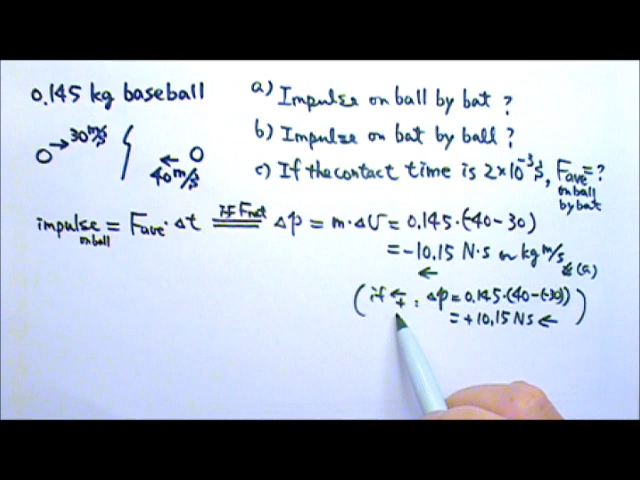 0.145 kg baseball
a) Impulse on ball by bat ?
b) Impulse on bat by ball ?
c) If the contact time is 2×10⁻³ s, Fave = ?
on ball
by bat
30 m/s
40 m/s
impulse = Fave · Δt if Fnet Δp = m · Δv = 0.145 · (-40 - 30)
on ball
= -10.15 N·s or kg m/s
← (a)
( if ← + : Δp = 0.145 · (40 - (-30)) )
= +10.15 Ns ←